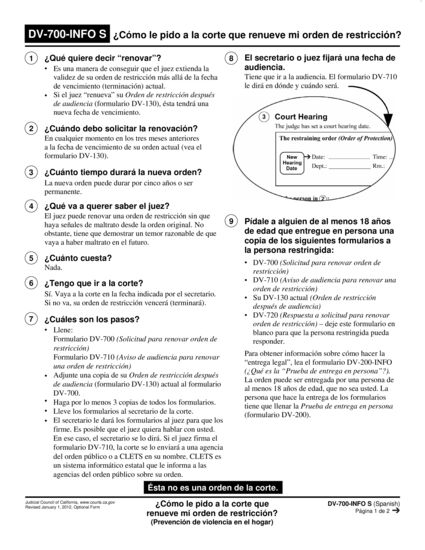 DV-700-INFO S ¿Cómo le pido a la corte que renueve mi orden de restricción?
1 ¿Qué quiere decir “renovar”?
• Es una manera de conseguir que el juez extienda la
validez de su orden de restricción más allá de la fecha
de vencimiento (terminación) actual.
• Si el juez “renueva” su Orden de restricción después
de audiencia (formulario DV-130), ésta tendrá una
nueva fecha de vencimiento.
2 ¿Cuándo debo solicitar la renovación?
En cualquier momento en los tres meses anteriores
a la fecha de vencimiento de su orden actual (vea el
formulario DV-130).
3 ¿Cuánto tiempo durará la nueva orden?
La nueva orden puede durar por cinco años o ser
permanente.
4 ¿Qué va a querer saber el juez?
El juez puede renovar una orden de restricción sin que
haya señales de maltrato desde la orden original. No
obstante, tiene que demostrar un temor razonable de que
vaya a haber maltrato en el futuro.
5 ¿Cuánto cuesta?
Nada.
6 ¿Tengo que ir a la corte?
Sí. Vaya a la corte en la fecha indicada por el secretario.
Si no va, su orden de restricción vencerá (terminará).
7 ¿Cuáles son los pasos?
• Llene:
Formulario DV-700 (Solicitud para renovar orden de
restricción)
Formulario DV-710 (Aviso de audiencia para renovar
una orden de restricción)
• Adjunte una copia de su Orden de restricción después
de audiencia (formulario DV-130) actual al formulario
DV-700.
• Haga por lo menos 3 copias de todos los formularios.
• Lleve los formularios al secretario de la corte.
• El secretario le dará los formularios al juez para que los
firme. Es posible que el juez quiera hablar con usted.
En ese caso, el secretario se lo dirá. Si el juez firma el
formulario DV-710, la corte se lo enviará a una agencia
del orden público o a CLETS en su nombre. CLETS es
un sistema informático estatal que le informa a las
agencias del orden público sobre su orden.
8 El secretario o juez fijará una fecha de
audiencia.
Tiene que ir a la audiencia. El formulario DV-710
le dirá en dónde y cuándo será.
3 Court Hearing
The judge has set a court hearing date.
The restraining order (Order of Protection)
New
Hearing
Date
Date: Time:
Dept.: Rm.:
person in 2
9 Pídale a alguien de al menos 18 años
de edad que entregue en persona una
copia de los siguientes formularios a
la persona restringida:
• DV-700 (Solicitud para renovar orden de
restricción)
• DV-710 (Aviso de audiencia para renovar una
orden de restricción)
• Su DV-130 actual (Orden de restricción
después de audiencia)
• DV-720 (Respuesta a solicitud para renovar
orden de restricción) – deje este formulario en
blanco para que la persona restringida pueda
responder.
Para obtener información sobre cómo hacer la
“entrega legal”, lea el formulario DV-200-INFO
(¿Qué es la “Prueba de entrega en persona”?).
La orden puede ser entregada por una persona de
al menos 18 años de edad, que no sea usted. La
persona que hace la entrega de los formularios
tiene que llenar la Prueba de entrega en persona
(formulario DV-200).
Ésta no es una orden de la corte.
Judicial Council of California, www.courts.ca.gov
Revised January 1, 2012, Optional Form
¿Cómo le pido a la corte que
renueve mi orden de restricción?
(Prevención de violencia en el hogar)
DV-700-INFO S (Spanish)
Página 1 de 2 →